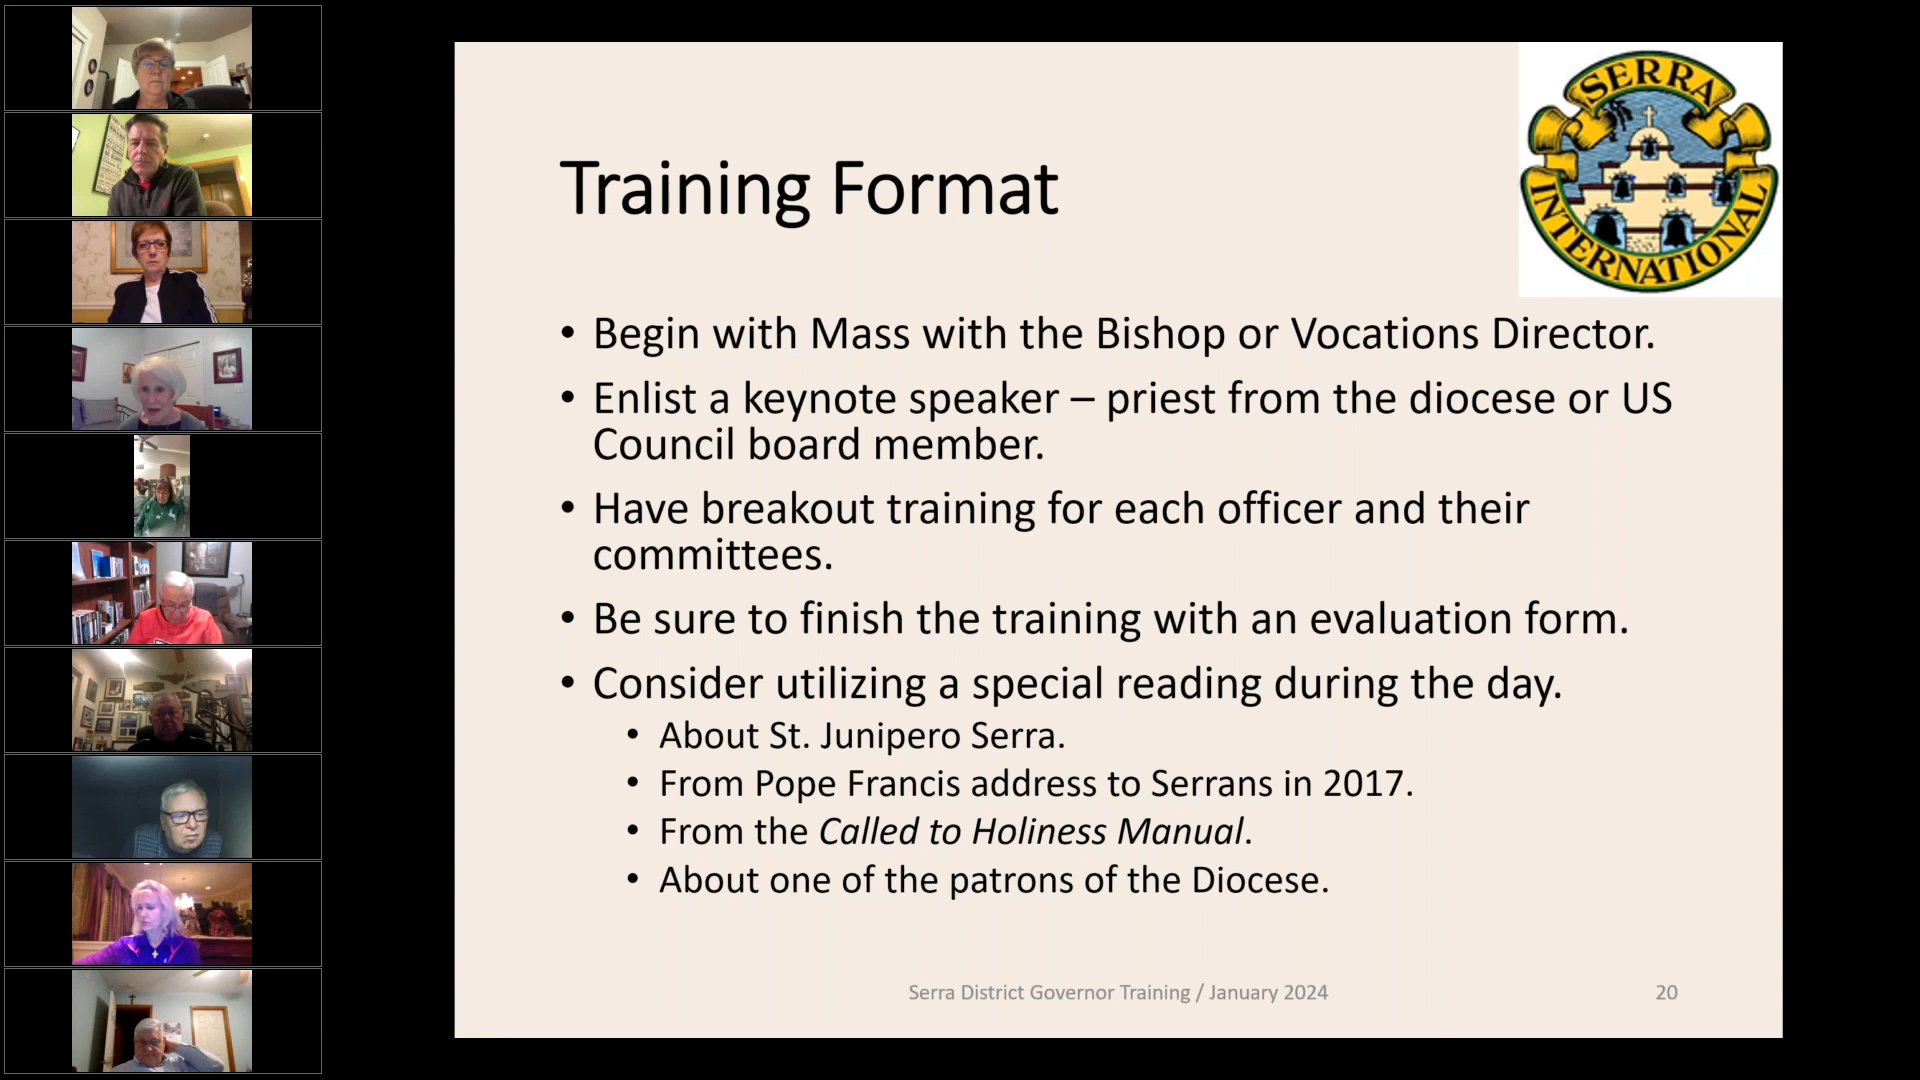 SERRA
INTERNATIONAL
Training Format
• Begin with Mass with the Bishop or Vocations Director.
• Enlist a keynote speaker – priest from the diocese or US
Council board member.
• Have breakout training for each officer and their
committees.
• Be sure to finish the training with an evaluation form.
• Consider utilizing a special reading during the day.
• About St. Junipero Serra.
• From Pope Francis address to Serrans in 2017.
• From the Called to Holiness Manual.
• About one of the patrons of the Diocese.
Serra District Governor Training / January 2024
20